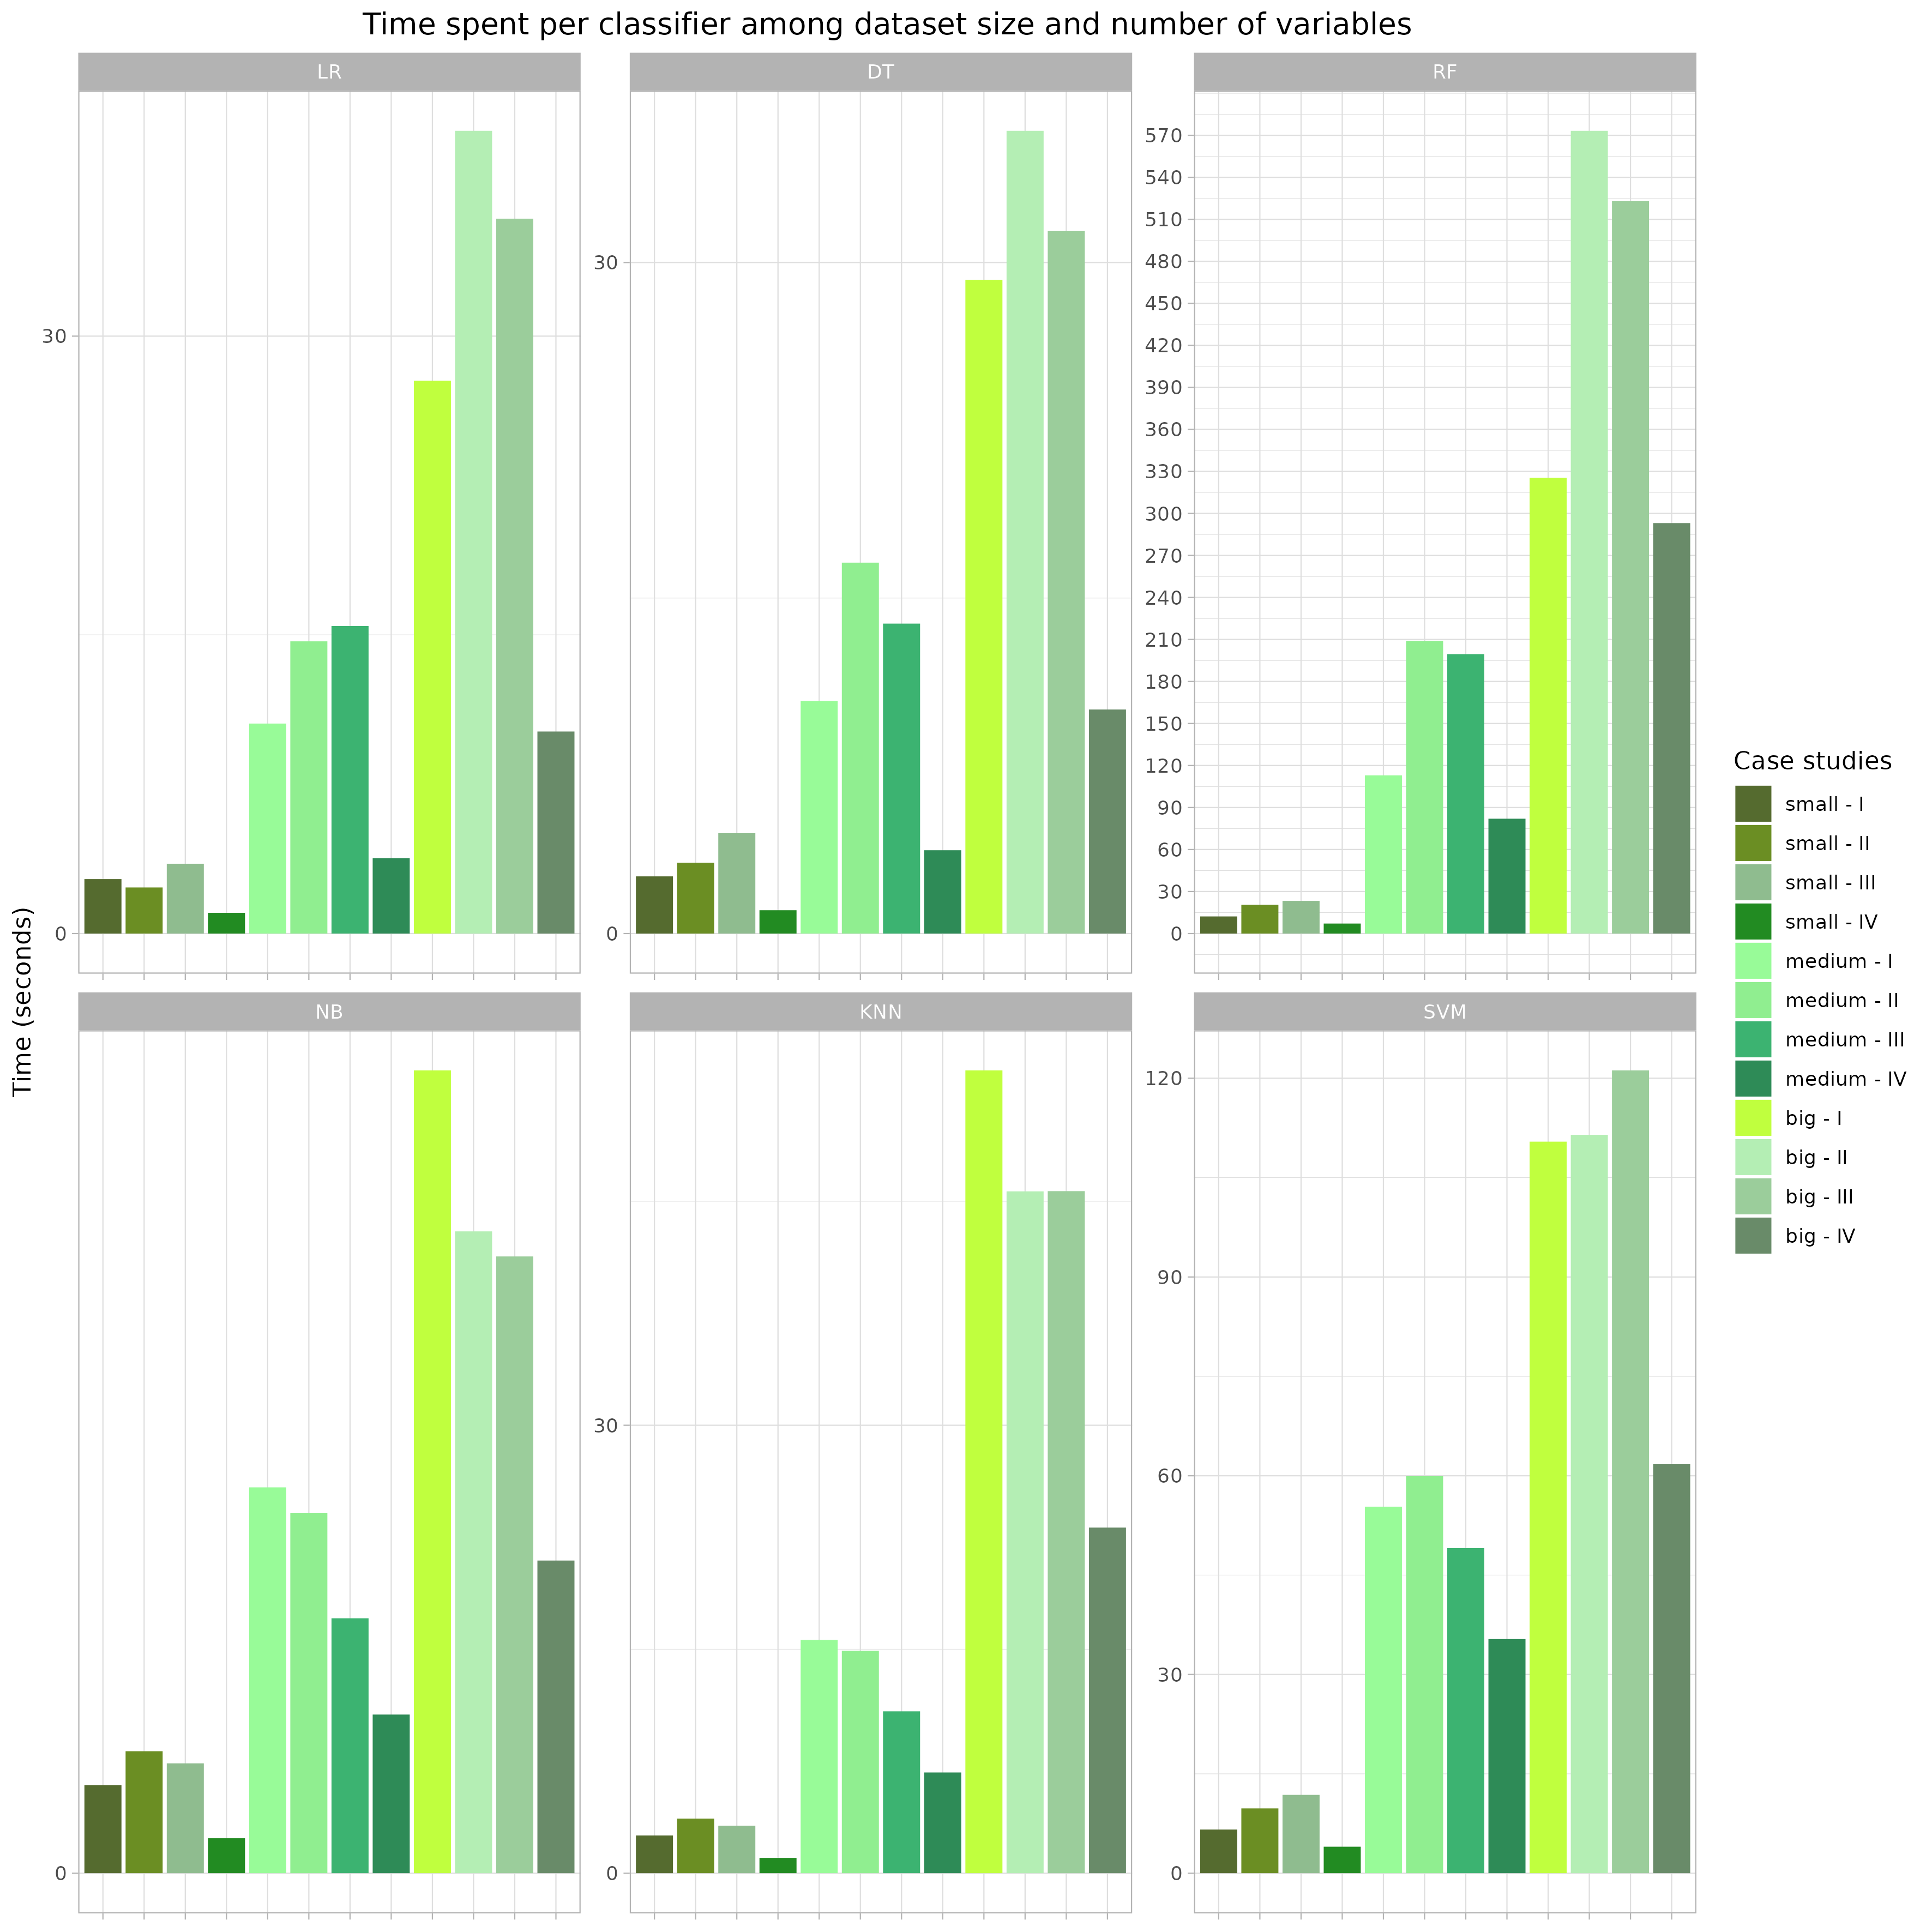 Time spent per classifier among dataset size and number of variables
LR
DT
RF
30
0
30
0
570
540
510
480
450
420
390
360
330
300
270
240
210
180
150
120
90
60
30
0
Time (seconds)
NB
KNN
SVM
0
30
0
120
90
60
30
0
Case studies
small - I
small - II
small - III
small - IV
medium - I
medium - II
medium - III
medium - IV
big - I
big - II
big - III
big - IV